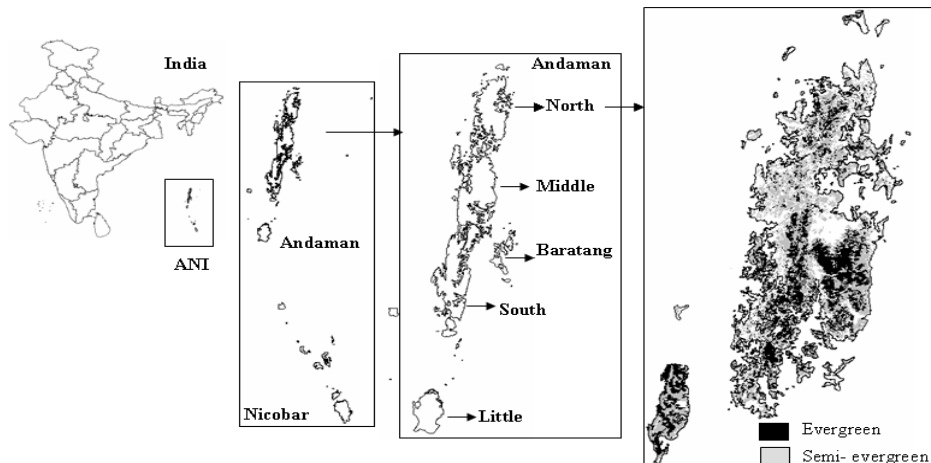 India
ANI
Andaman
Nicobar
Andaman
North
Middle
Baratang
South
Little
Evergreen
Semi- evergreen